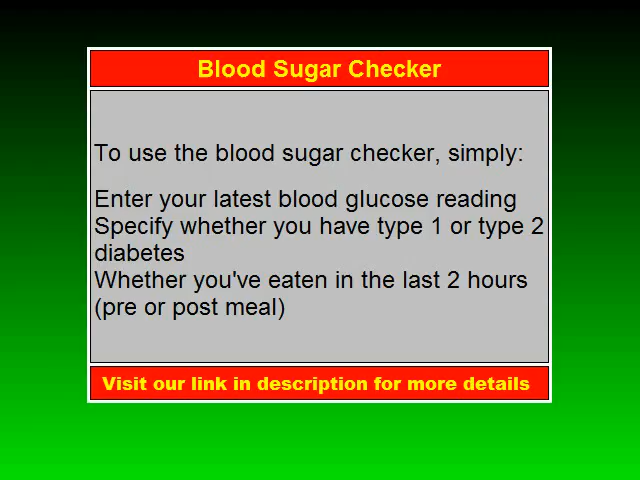 Blood Sugar Checker
To use the blood sugar checker, simply:
Enter your latest blood glucose reading
Specify whether you have type 1 or type 2
diabetes
Whether you've eaten in the last 2 hours
(pre or post meal)
Visit our link in description for more details